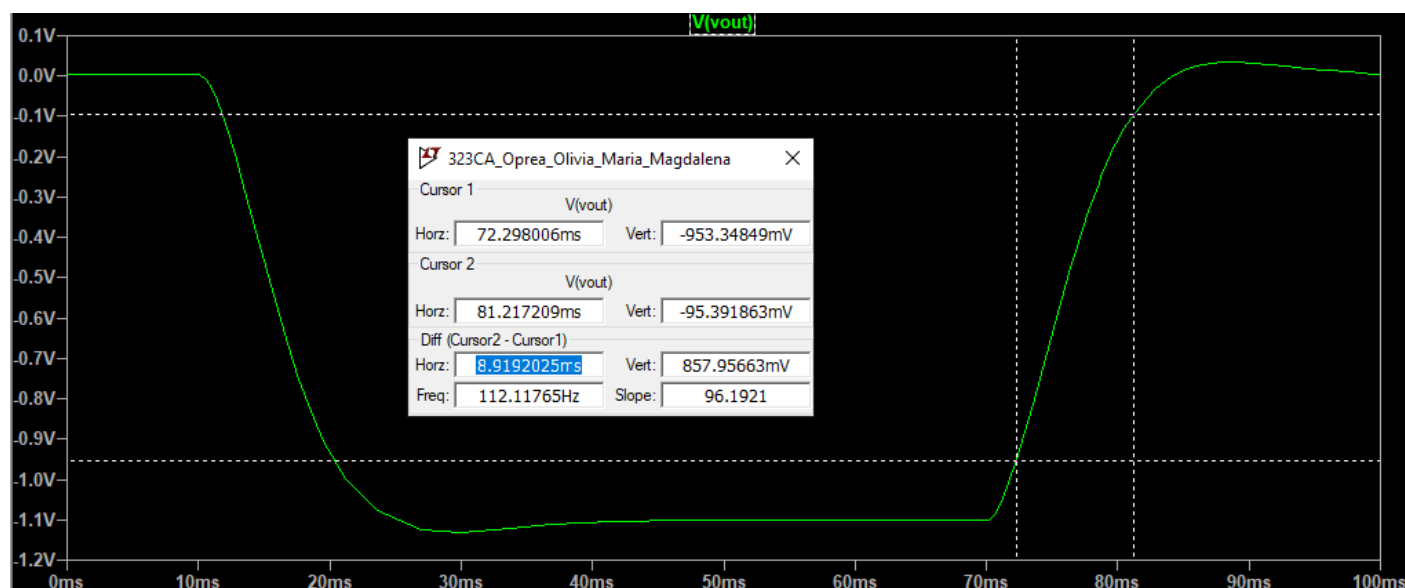 V(vout)
0.1V
0.0V
-0.1V
-0.2V
-0.3V
-0.4V
-0.5V
-0.6V
-0.7V
-0.8V
-0.9V
-1.0V
-1.1V
-1.2V
323CA_Oprea_Olivia_Maria_Magdalena
Cursor 1
V(vout)
Horz: 72.298006ms Vert: -953.34849mV
Cursor 2
V(vout)
Horz: 81.217209ms Vert: -95.391863mV
Diff (Cursor2 - Cursor1)
Horz: 8.9192025ms Vert: 857.95663mV
Freq: 112.11765Hz Slope: 96.1921
0ms 10ms 20ms 30ms 40ms 50ms 60ms 70ms 80ms 90ms 100ms